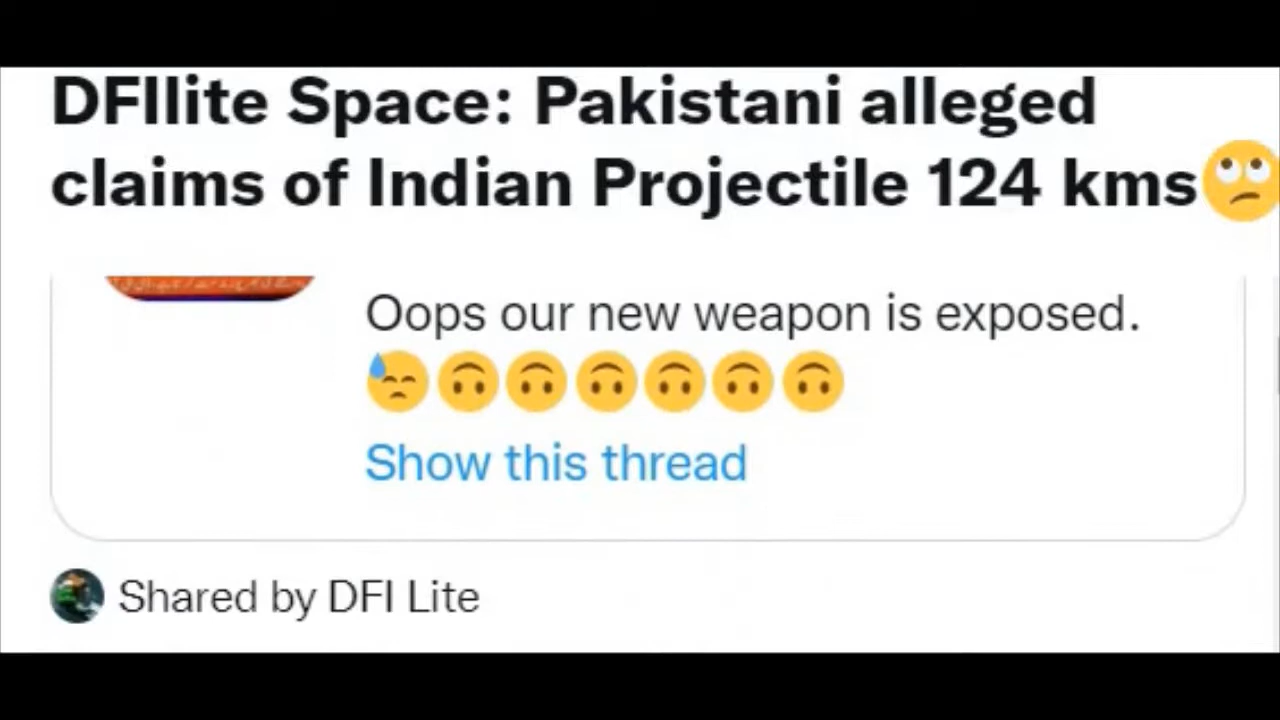 DFIlite Space: Pakistani alleged
claims of Indian Projectile 124 kms🫤
Oops our new weapon is exposed.
😓🙃🙃🙃🙃🙃🙃
Show this thread
Shared by DFI Lite